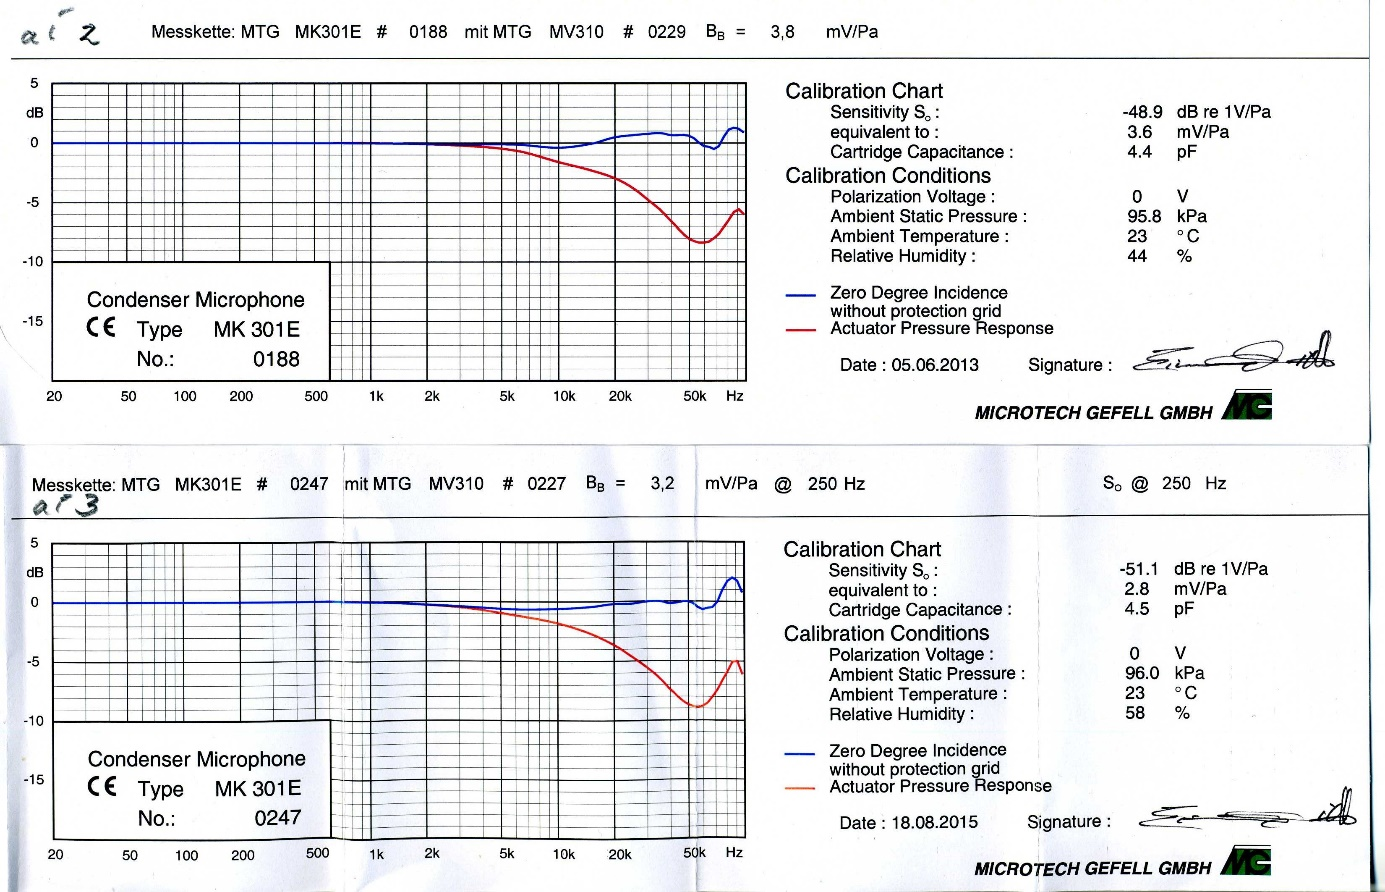 ai 2
Messkette: MTG MK301E # 0188 mit MTG MV310 # 0229 BB = 3,8 mV/Pa
5
dB
0
-5
-10
-15
Condenser Microphone
CE Type MK 301E
No.: 0188
20 50 100 200 500 1k 2k 5k 10k 20k 50k Hz
Calibration Chart
Sensitivity So : -48.9 dB re 1V/Pa
equivalent to : 3.6 mV/Pa
Cartridge Capacitance : 4.4 pF
Calibration Conditions
Polarization Voltage : 0 V
Ambient Static Pressure : 95.8 kPa
Ambient Temperature : 23 °C
Relative Humidity : 44 %
Zero Degree Incidence
without protection grid
Actuator Pressure Response
Date : 05.06.2013 Signature :
MICROTECH GEFELL GMBH MG
Messkette: MTG MK301E # 0247 mit MTG MV310 # 0227 BB = 3,2 mV/Pa @ 250 Hz So @ 250 Hz
ai 3
5
dB
0
-5
-10
-15
Condenser Microphone
CE Type MK 301E
No.: 0247
20 50 100 200 500 1k 2k 5k 10k 20k 50k Hz
Calibration Chart
Sensitivity So : -51.1 dB re 1V/Pa
equivalent to : 2.8 mV/Pa
Cartridge Capacitance : 4.5 pF
Calibration Conditions
Polarization Voltage : 0 V
Ambient Static Pressure : 96.0 kPa
Ambient Temperature : 23 °C
Relative Humidity : 58 %
Zero Degree Incidence
without protection grid
Actuator Pressure Response
Date : 18.08.2015 Signature :
MICROTECH GEFELL GMBH MG